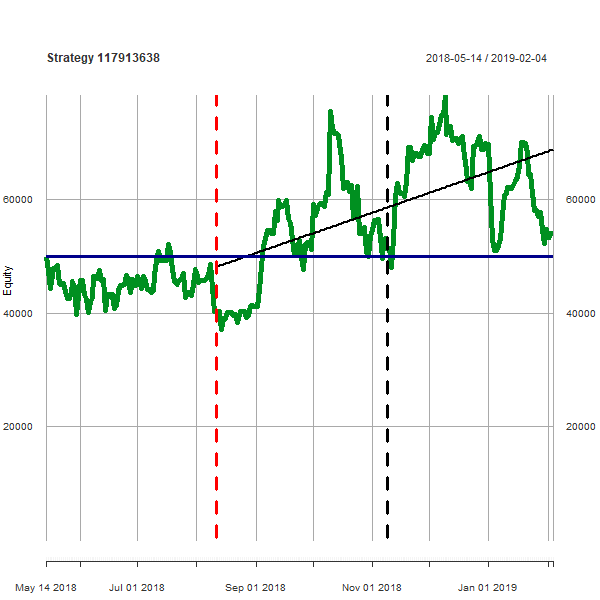 Strategy 117913638
2018-05-14 / 2019-02-04
60000
60000
Equity
40000
40000
20000
20000
May 14 2018
Jul 01 2018
Sep 01 2018
Nov 01 2018
Jan 01 2019